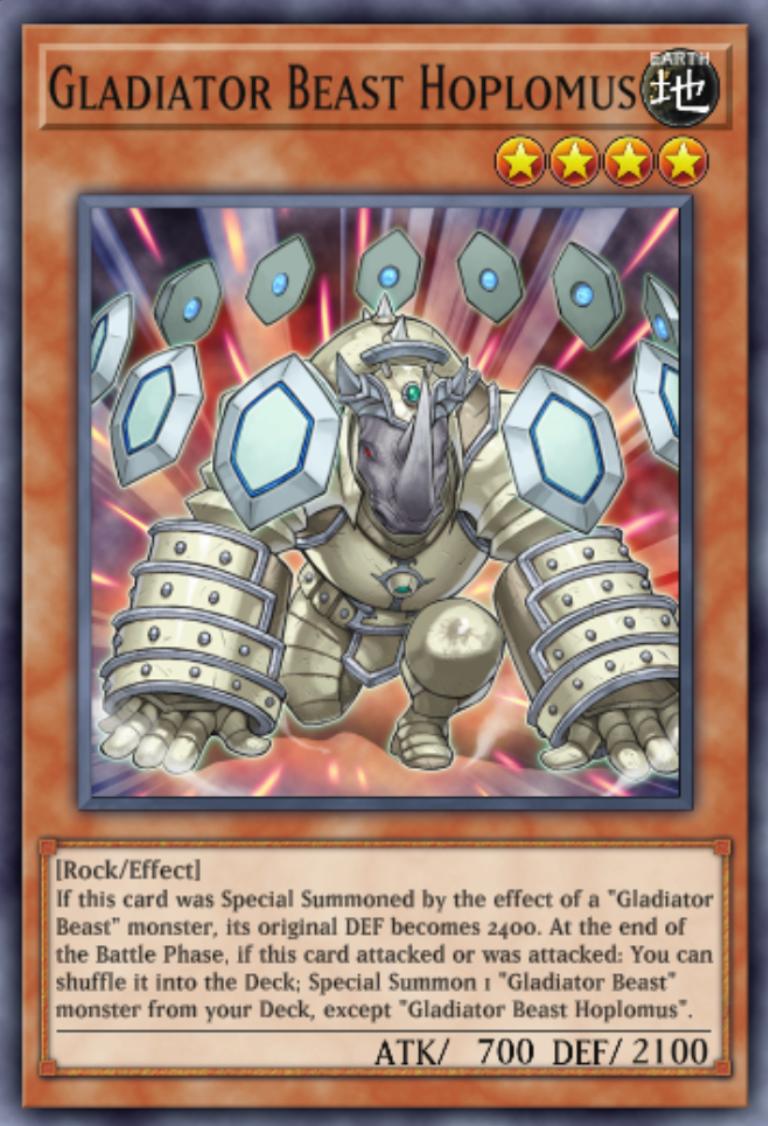 GLADIATOR BEAST HOPLOMUS
EARTH
地
[Rock/Effect]
If this card was Special Summoned by the effect of a "Gladiator
Beast" monster, its original DEF becomes 2400. At the end of
the Battle Phase, if this card attacked or was attacked: You can
shuffle it into the Deck; Special Summon 1 "Gladiator Beast"
monster from your Deck, except "Gladiator Beast Hoplomus".
ATK/ 700 DEF/ 2100